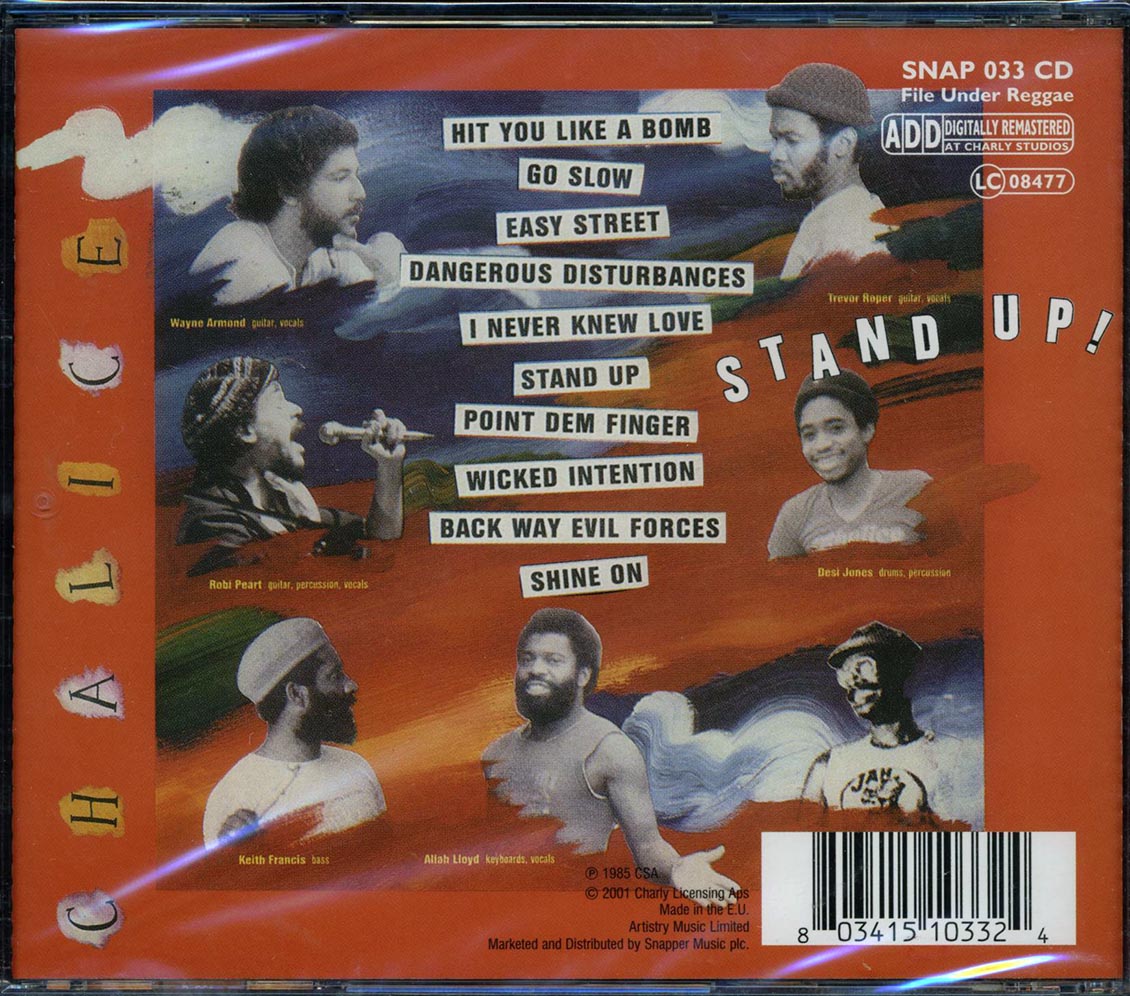 SNAP 033 CD
File Under Reggae
ADD DIGITALLY REMASTERED
AT CHARLY STUDIOS
LC 08477
CHALICE
STAND UP!
HIT YOU LIKE A BOMB
GO SLOW
EASY STREET
DANGEROUS DISTURBANCES
I NEVER KNEW LOVE
STAND UP
POINT DEM FINGER
WICKED INTENTION
BACK WAY EVIL FORCES
SHINE ON
Wayne Armond guitar, vocals
Trevor Roper guitar, vocals
Robi Peart guitar, percussion, vocals
Desi Jones drums, percussion
Keith Francis bass
Allah Lloyd keyboards, vocals
JAH
℗ 1985 CSA
© 2001 Charly Licensing Aps
Made in the E.U.
Artistry Music Limited
Marketed and Distributed by Snapper Music plc.
8 03415 10332 4